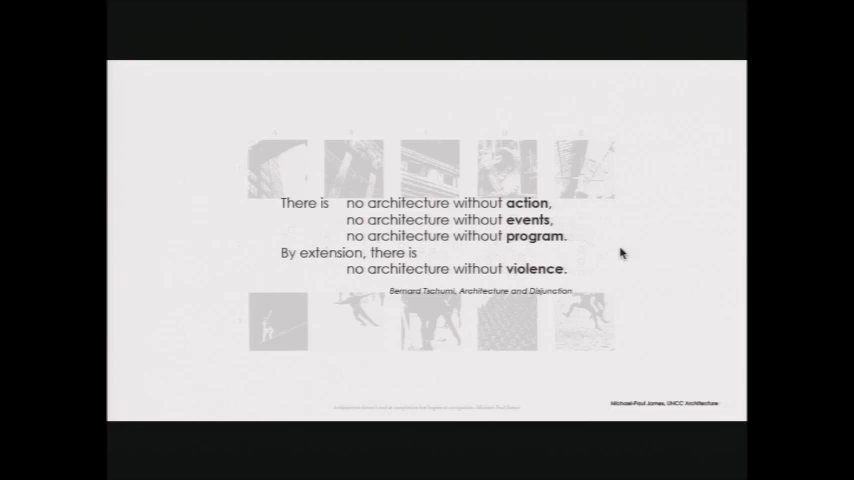 There is no architecture without action,
no architecture without events,
no architecture without program.
By extension, there is
no architecture without violence.
Bernard Tschumi, Architecture and Disjunction
Michael-Paul James, UNCC Architecture